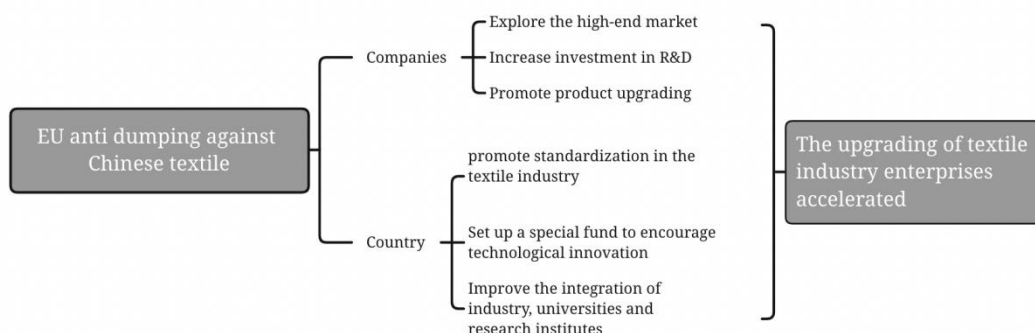 EU anti dumping against
Chinese textile
Companies
Explore the high-end market
Increase investment in R&D
Promote product upgrading
Country
promote standardization in the
textile industry
Set up a special fund to encourage
technological innovation
Improve the integration of
industry, universities and
research institutes
The upgrading of textile
industry enterprises
accelerated